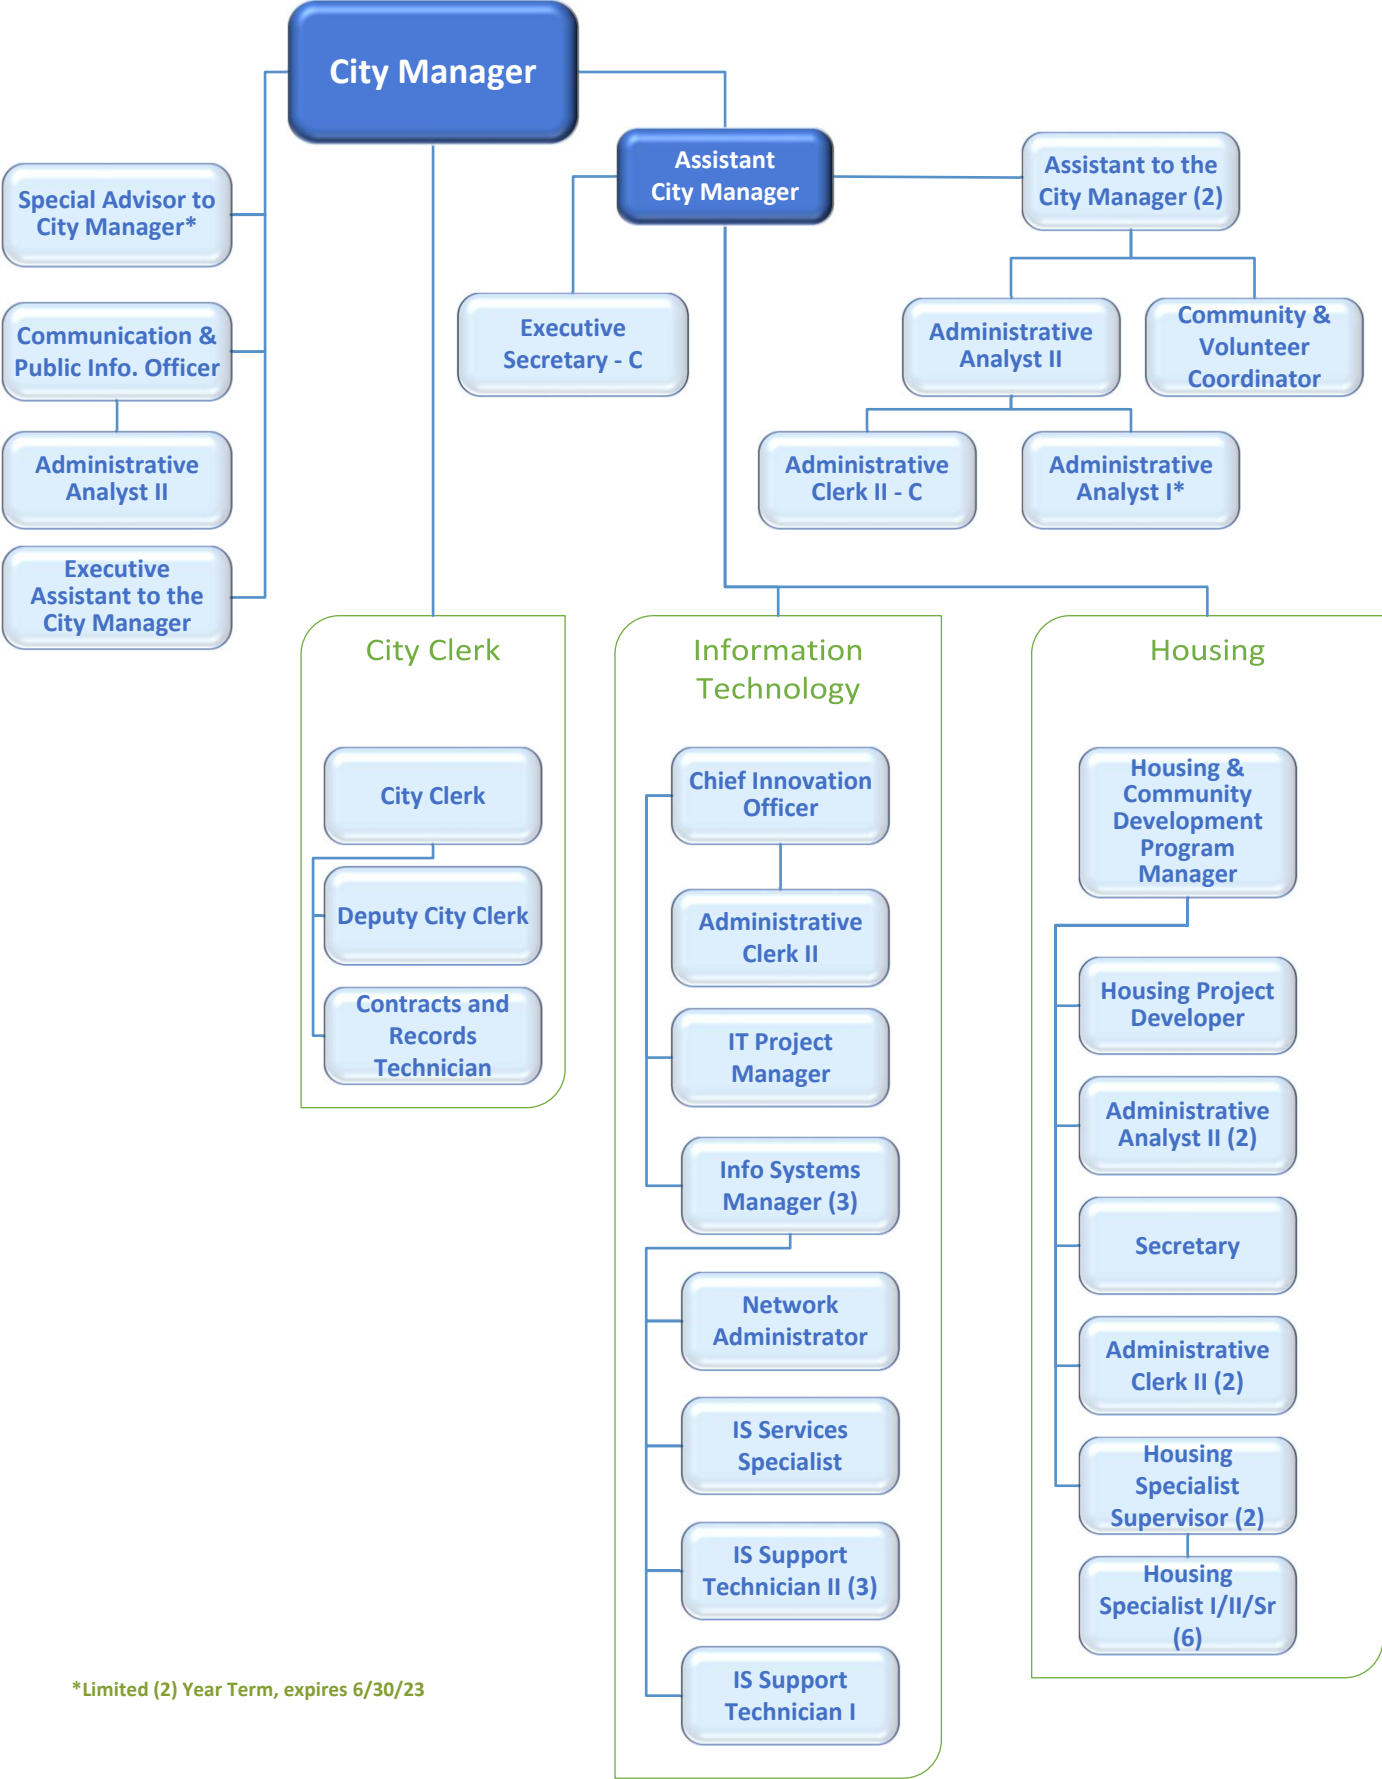 City Manager
Assistant
City Manager
Assistant to the
City Manager (2)
Special Advisor to
City Manager*
Communication &
Public Info. Officer
Administrative
Analyst II
Executive
Assistant to the
City Manager
Executive
Secretary - C
Administrative
Analyst II
Community &
Volunteer
Coordinator
Administrative
Clerk II - C
Administrative
Analyst I*
City Clerk
City Clerk
Deputy City Clerk
Contracts and
Records
Technician
Information
Technology
Chief Innovation
Officer
Administrative
Clerk II
IT Project
Manager
Info Systems
Manager (3)
Network
Administrator
IS Services
Specialist
IS Support
Technician II (3)
IS Support
Technician I
Housing
Housing &
Community
Development
Program
Manager
Housing Project
Developer
Administrative
Analyst II (2)
Secretary
Administrative
Clerk II (2)
Housing
Specialist
Supervisor (2)
Housing
Specialist I/II/Sr
(6)
*Limited (2) Year Term, expires 6/30/23